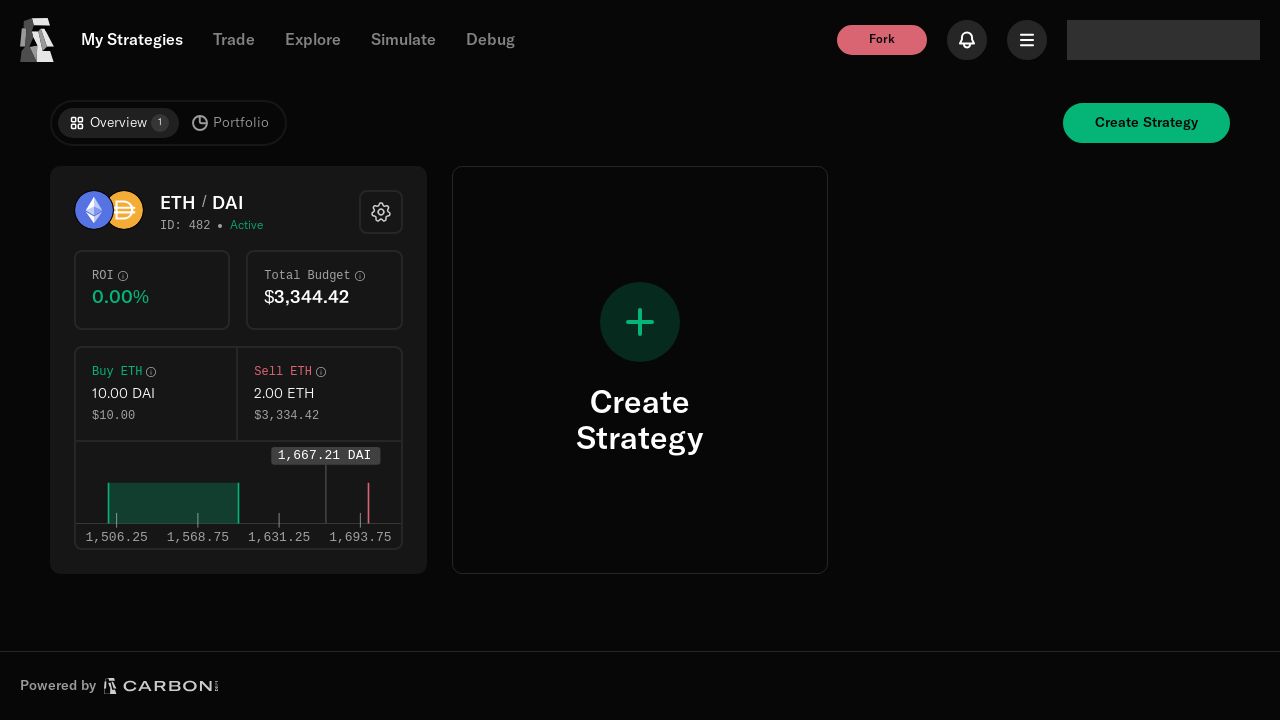 My Strategies
Trade
Explore
Simulate
Debug
Fork
Overview 1
Portfolio
Create Strategy
ETH / DAI
ID: 482 • Active
ROI
0.00%
Total Budget
$3,344.42
Buy ETH
10.00 DAI
$10.00
Sell ETH
2.00 ETH
$3,334.42
1,667.21 DAI
1,506.25 1,568.75 1,631.25 1,693.75
Create
Strategy
Powered by CARBON